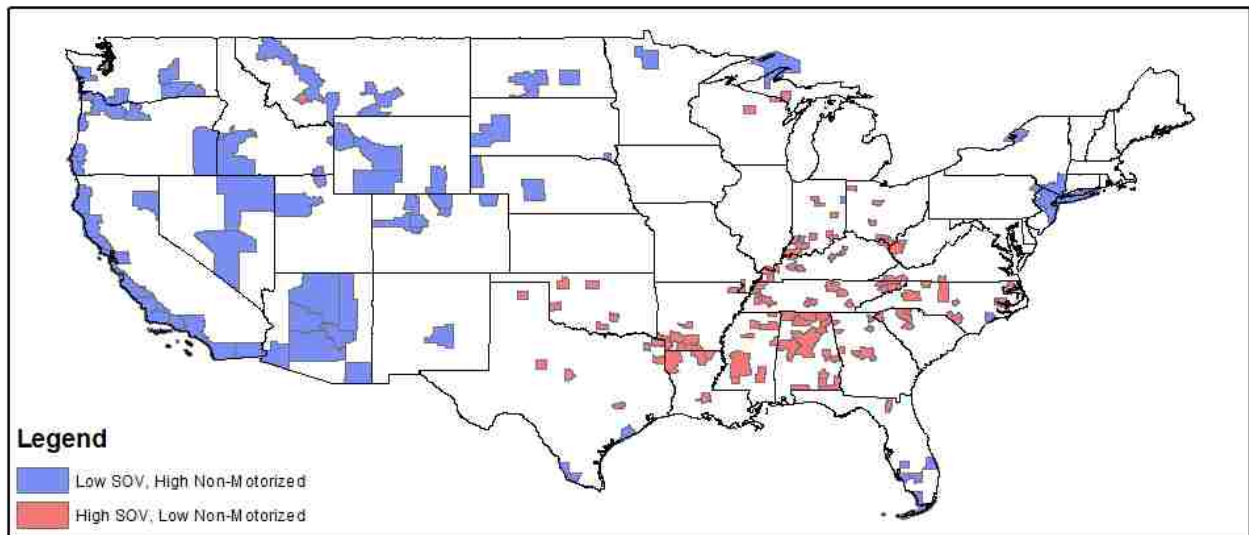 Legend
Low SOV, High Non-Motorized
High SOV, Low Non-Motorized